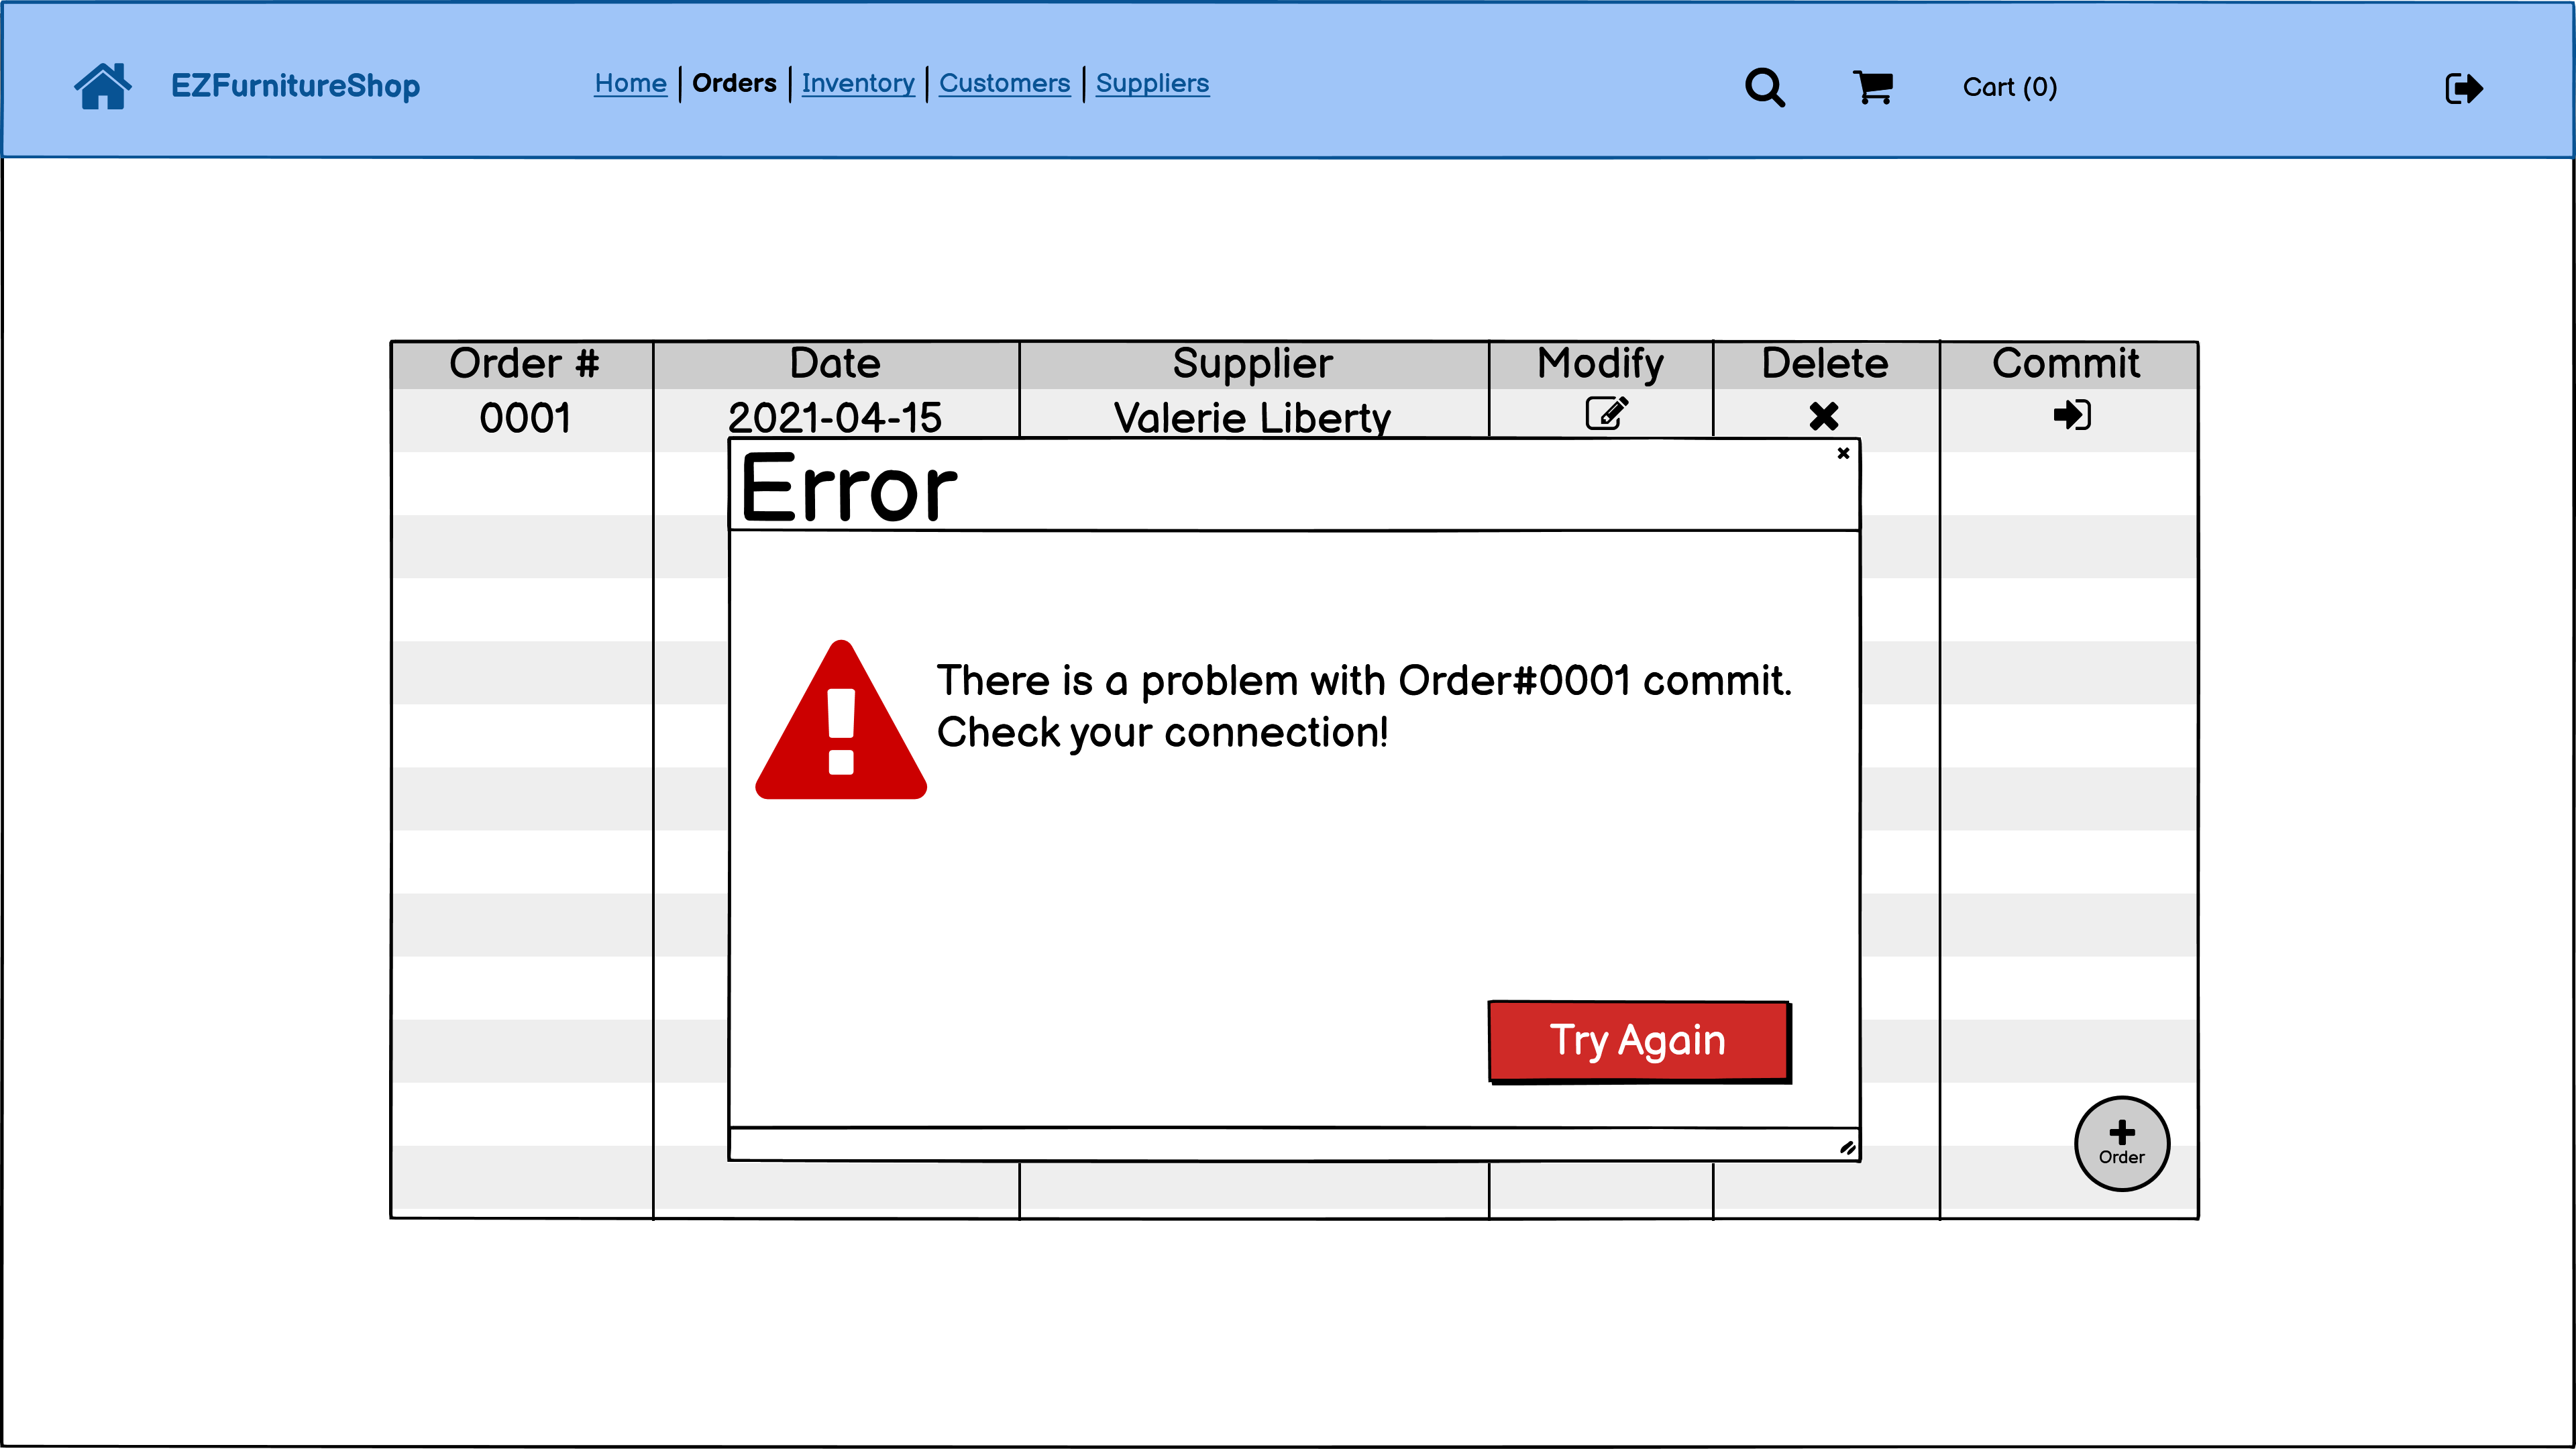 EZFurnitureShop
Home | Orders | Inventory | Customers | Suppliers
Cart (0)
Order # Date Supplier Modify Delete Commit
0001 2021-04-15 Valerie Liberty
Error
There is a problem with Order#0001 commit.
Check your connection!
Try Again
Order